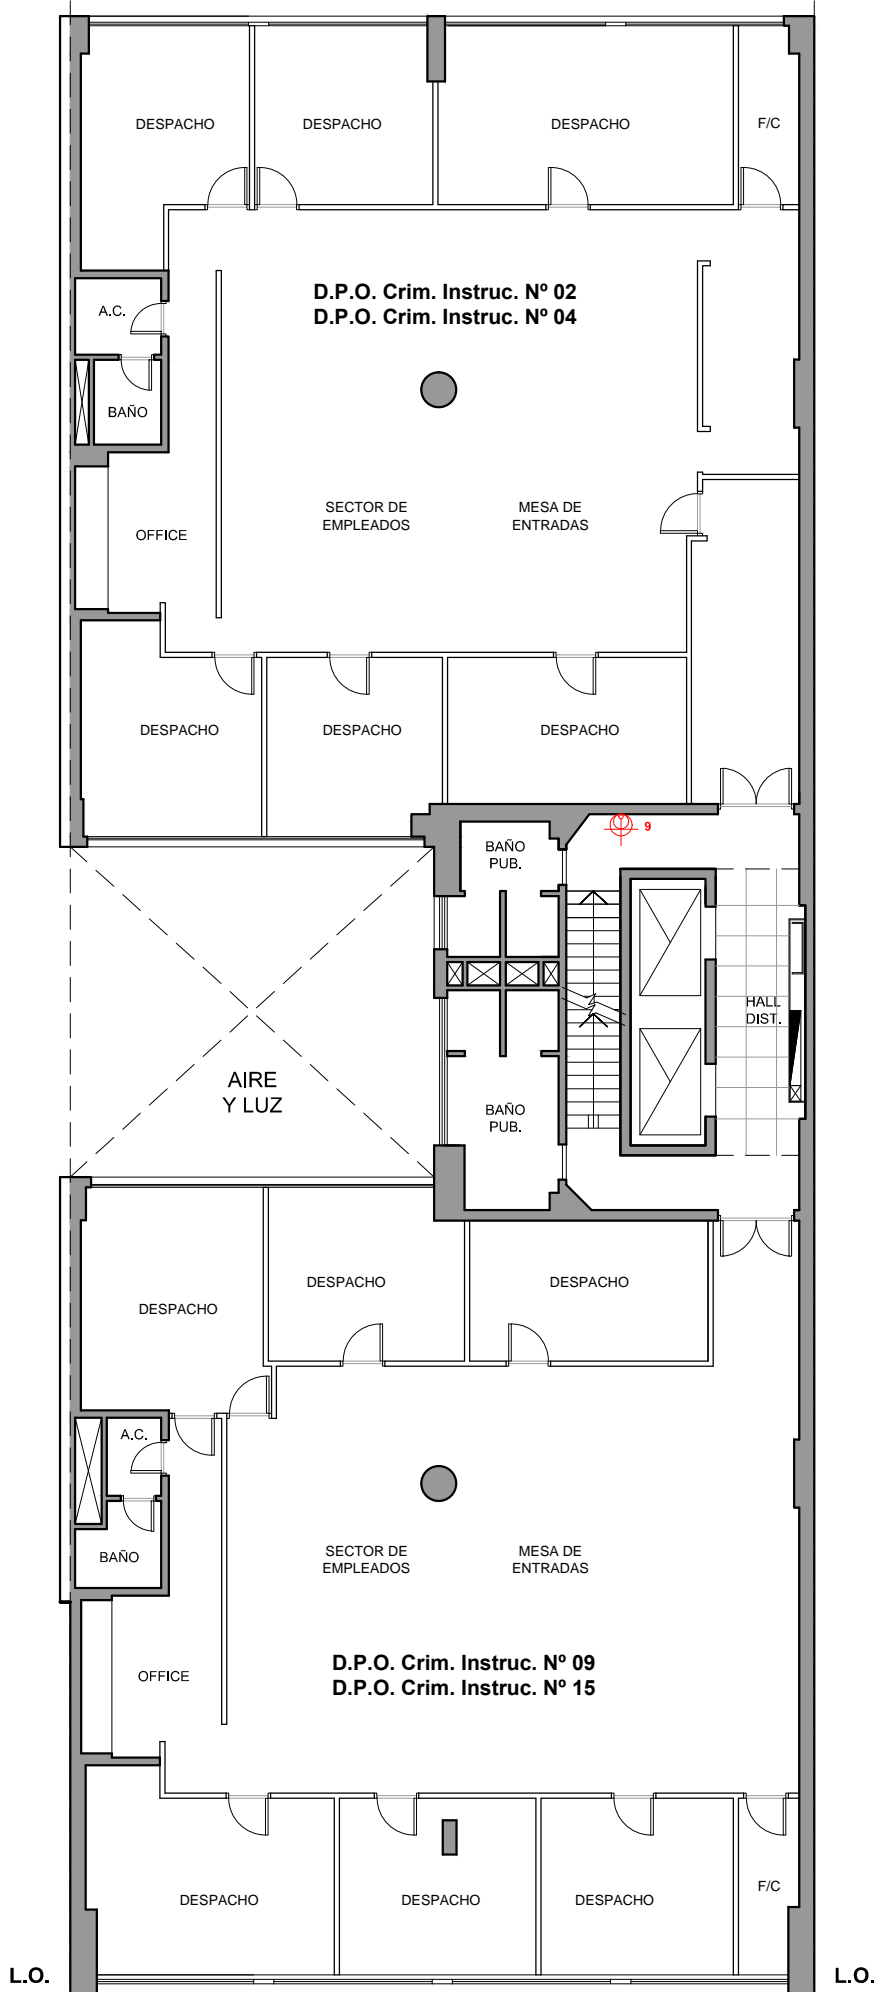 DESPACHO
DESPACHO
DESPACHO
F/C
D.P.O. Crim. Instruc. Nº 02
D.P.O. Crim. Instruc. Nº 04
A.C.
BAÑO
SECTOR DE
EMPLEADOS
MESA DE
ENTRADAS
OFFICE
DESPACHO
DESPACHO
DESPACHO
9
BAÑO
PUB.
HALL
DIST.
AIRE
Y LUZ
BAÑO
PUB.
DESPACHO
DESPACHO
DESPACHO
A.C.
BAÑO
SECTOR DE
EMPLEADOS
MESA DE
ENTRADAS
D.P.O. Crim. Instruc. Nº 09
D.P.O. Crim. Instruc. Nº 15
OFFICE
DESPACHO
DESPACHO
DESPACHO
F/C
L.O.
L.O.